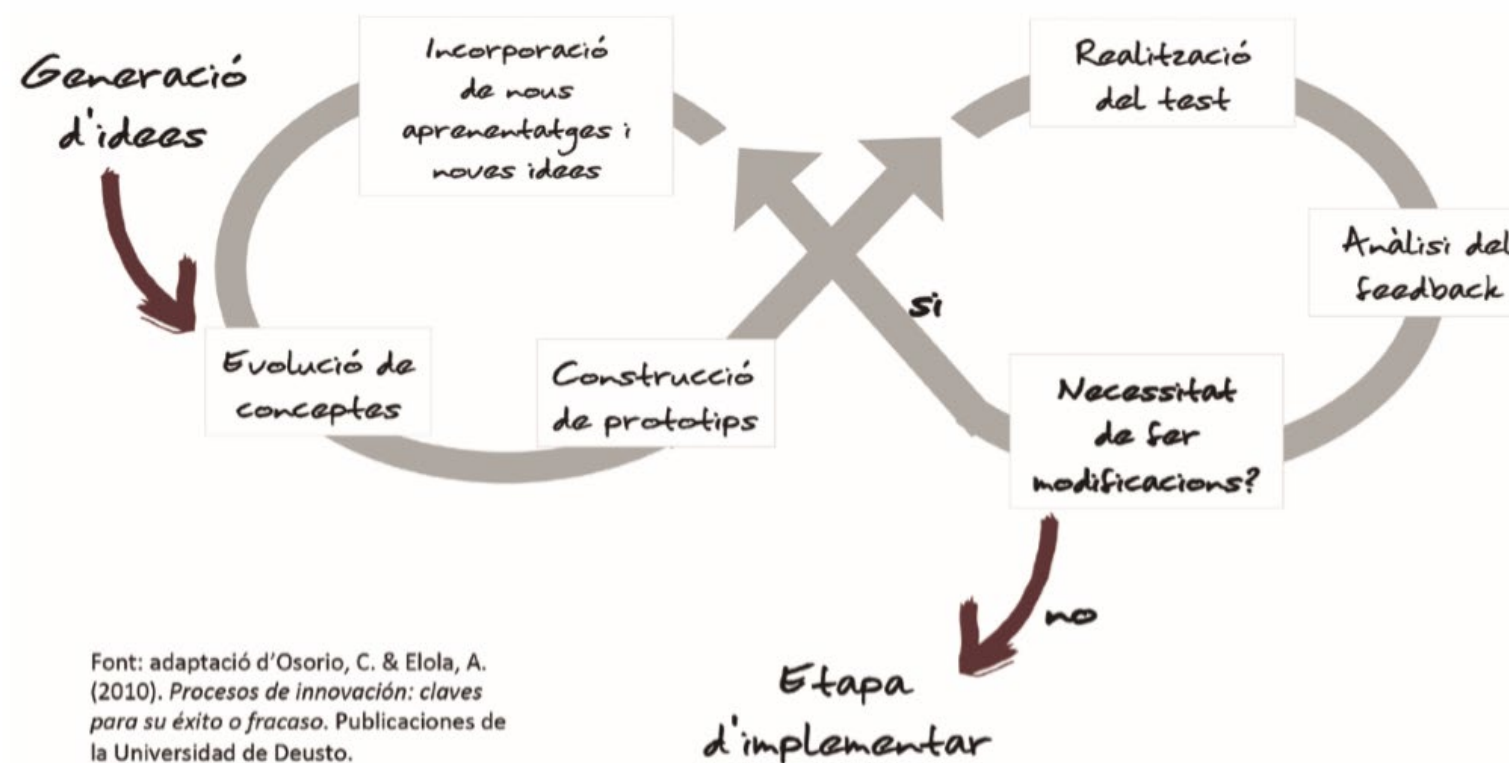 Generació
d'idees
Incorporació
de nous
aprenentatges i
noves idees
Realització
del test
Anàlisi del
feedback
si
Evolució de
conceptes
Construcció
de prototips
Necessitat
de fer
modificacions?
no
Etapa
d'implementar
Font: adaptació d'Osorio, C. & Elola, A.
(2010). Procesos de innovación: claves
para su éxito o fracaso. Publicaciones de
la Universidad de Deusto.